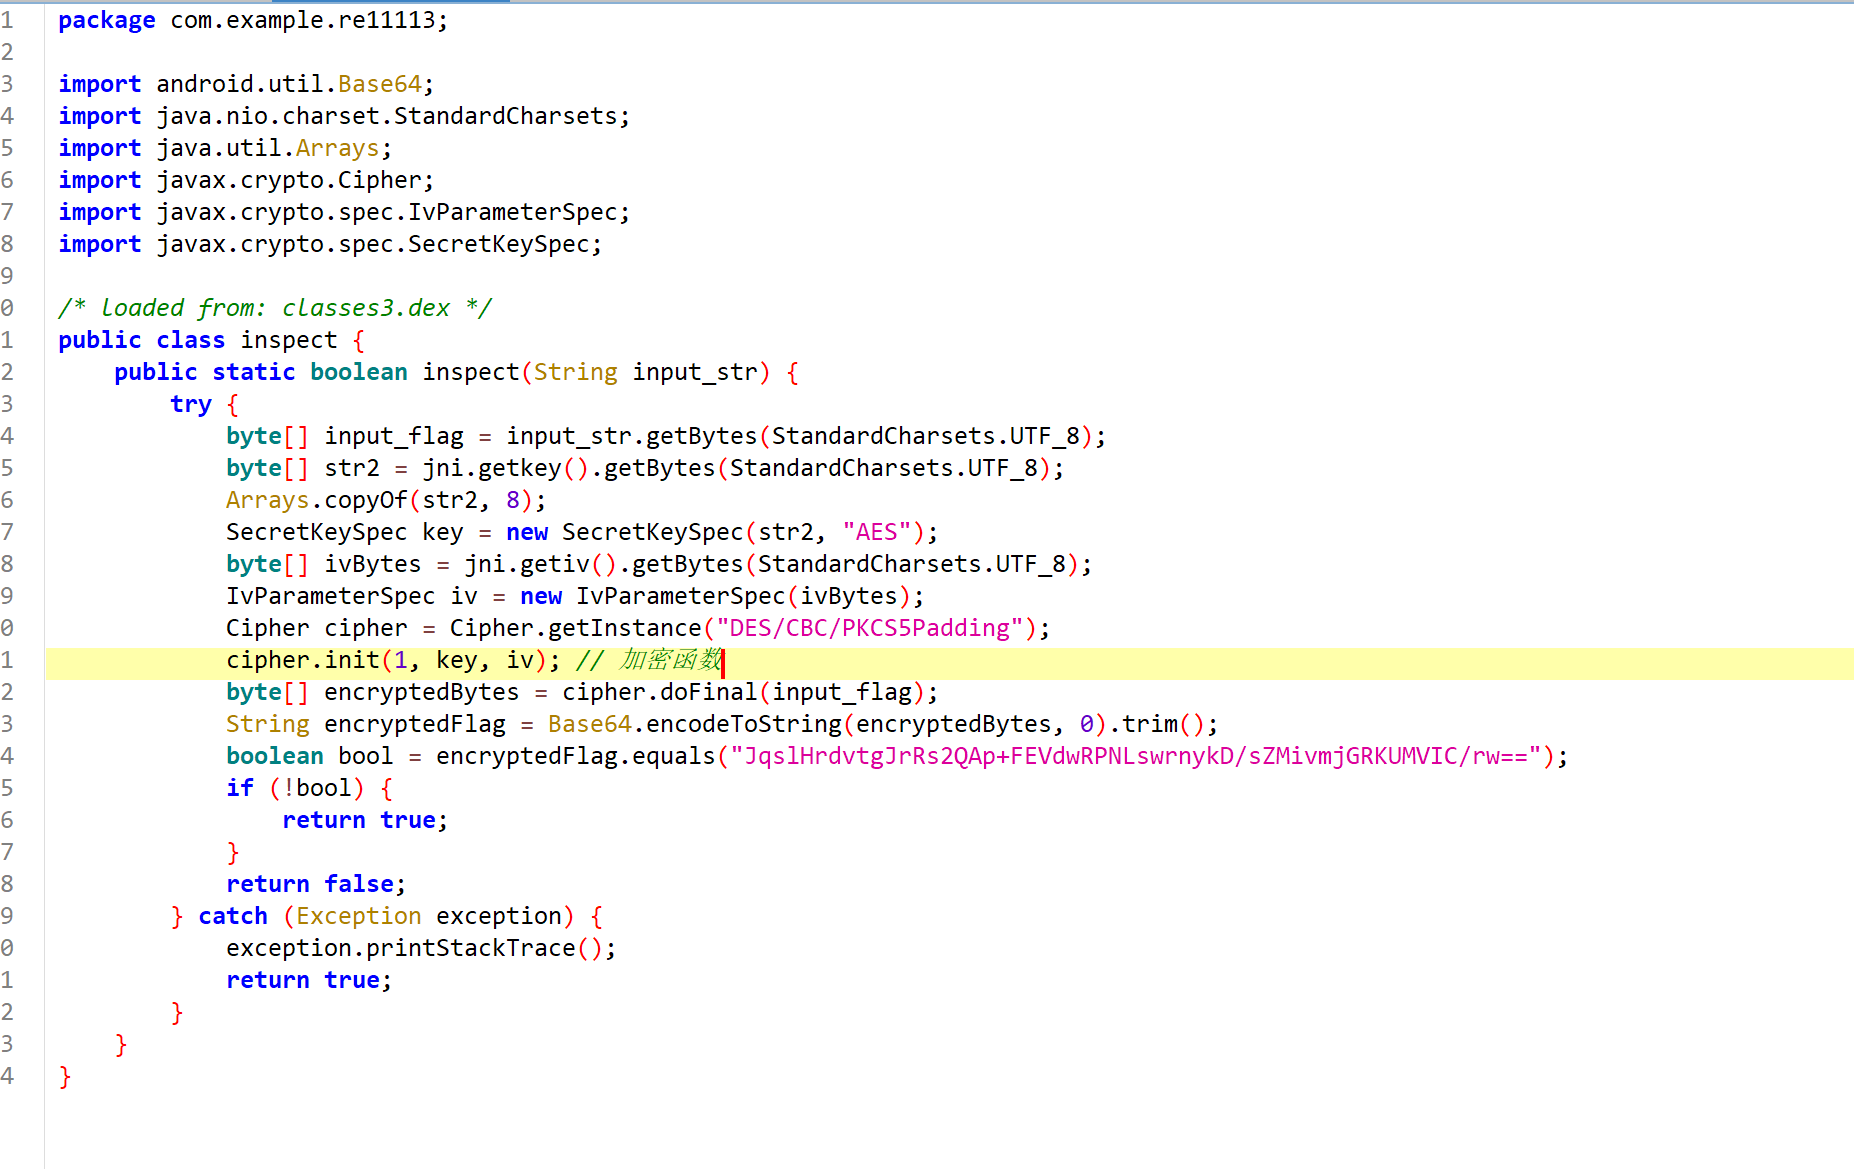 1 package com.example.re11113;
2
3 import android.util.Base64;
4 import java.nio.charset.StandardCharsets;
5 import java.util.Arrays;
6 import javax.crypto.Cipher;
7 import javax.crypto.spec.IvParameterSpec;
8 import javax.crypto.spec.SecretKeySpec;
9
0 /* loaded from: classes3.dex */
1 public class inspect {
2     public static boolean inspect(String input_str) {
3         try {
4             byte[] input_flag = input_str.getBytes(StandardCharsets.UTF_8);
5             byte[] str2 = jni.getkey().getBytes(StandardCharsets.UTF_8);
6             Arrays.copyOf(str2, 8);
7             SecretKeySpec key = new SecretKeySpec(str2, "AES");
8             byte[] ivBytes = jni.getiv().getBytes(StandardCharsets.UTF_8);
9             IvParameterSpec iv = new IvParameterSpec(ivBytes);
0             Cipher cipher = Cipher.getInstance("DES/CBC/PKCS5Padding");
1             cipher.init(1, key, iv); // 加密函数
2             byte[] encryptedBytes = cipher.doFinal(input_flag);
3             String encryptedFlag = Base64.encodeToString(encryptedBytes, 0).trim();
4             boolean bool = encryptedFlag.equals("JqslHrdvtgJrRs2QAp+FEVdwRPNLswrnykD/sZMivmjGRKUMVIC/rw==");
5             if (!bool) {
6                 return true;
7             }
8             return false;
9         } catch (Exception exception) {
0             exception.printStackTrace();
1             return true;
2         }
3     }
4 }